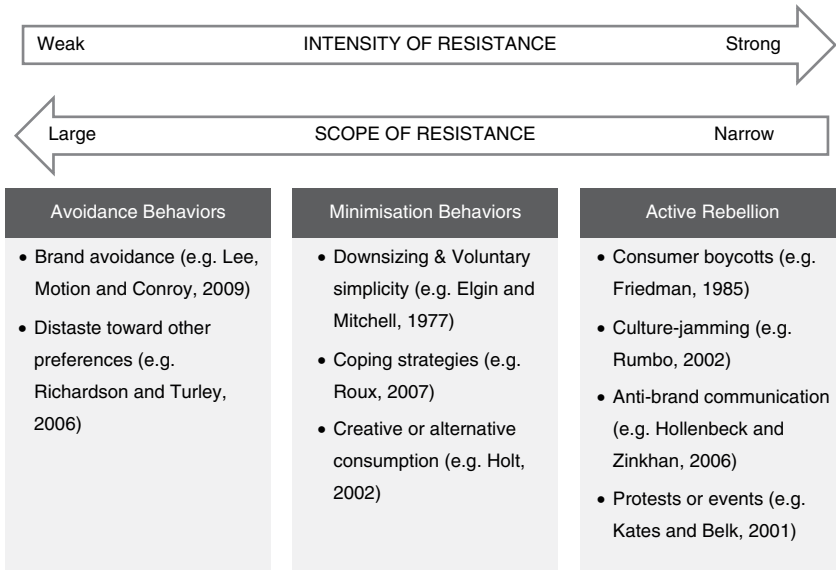 Weak INTENSITY OF RESISTANCE Strong
Large SCOPE OF RESISTANCE Narrow
Avoidance Behaviors
• Brand avoidance (e.g. Lee,
Motion and Conroy, 2009)
• Distaste toward other
preferences (e.g.
Richardson and Turley,
2006)
Minimisation Behaviors
• Downsizing & Voluntary
simplicity (e.g. Elgin and
Mitchell, 1977)
• Coping strategies (e.g.
Roux, 2007)
• Creative or alternative
consumption (e.g. Holt,
2002)
Active Rebellion
• Consumer boycotts (e.g.
Friedman, 1985)
• Culture-jamming (e.g.
Rumbo, 2002)
• Anti-brand communication
(e.g. Hollenbeck and
Zinkhan, 2006)
• Protests or events (e.g.
Kates and Belk, 2001)